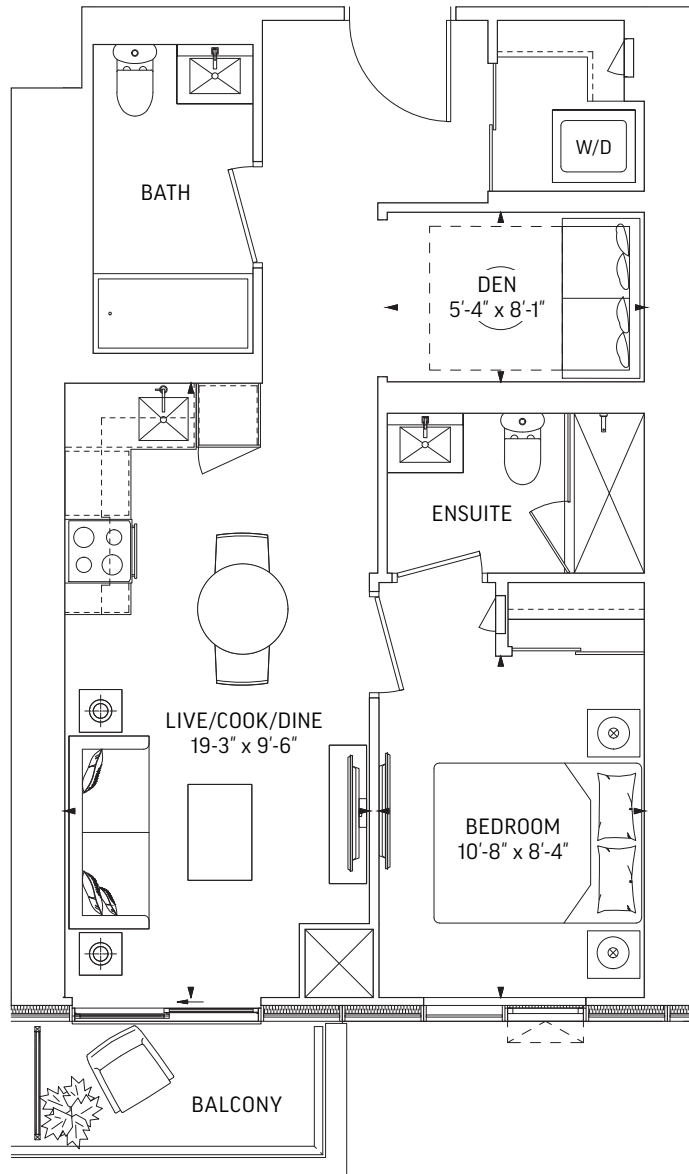 W/D
BATH
DEN
5'-4" x 8'-1"
ENSUITE
LIVE/COOK/DINE
19-3" x 9'-6"
BEDROOM
10'-8" x 8'-4"
BALCONY